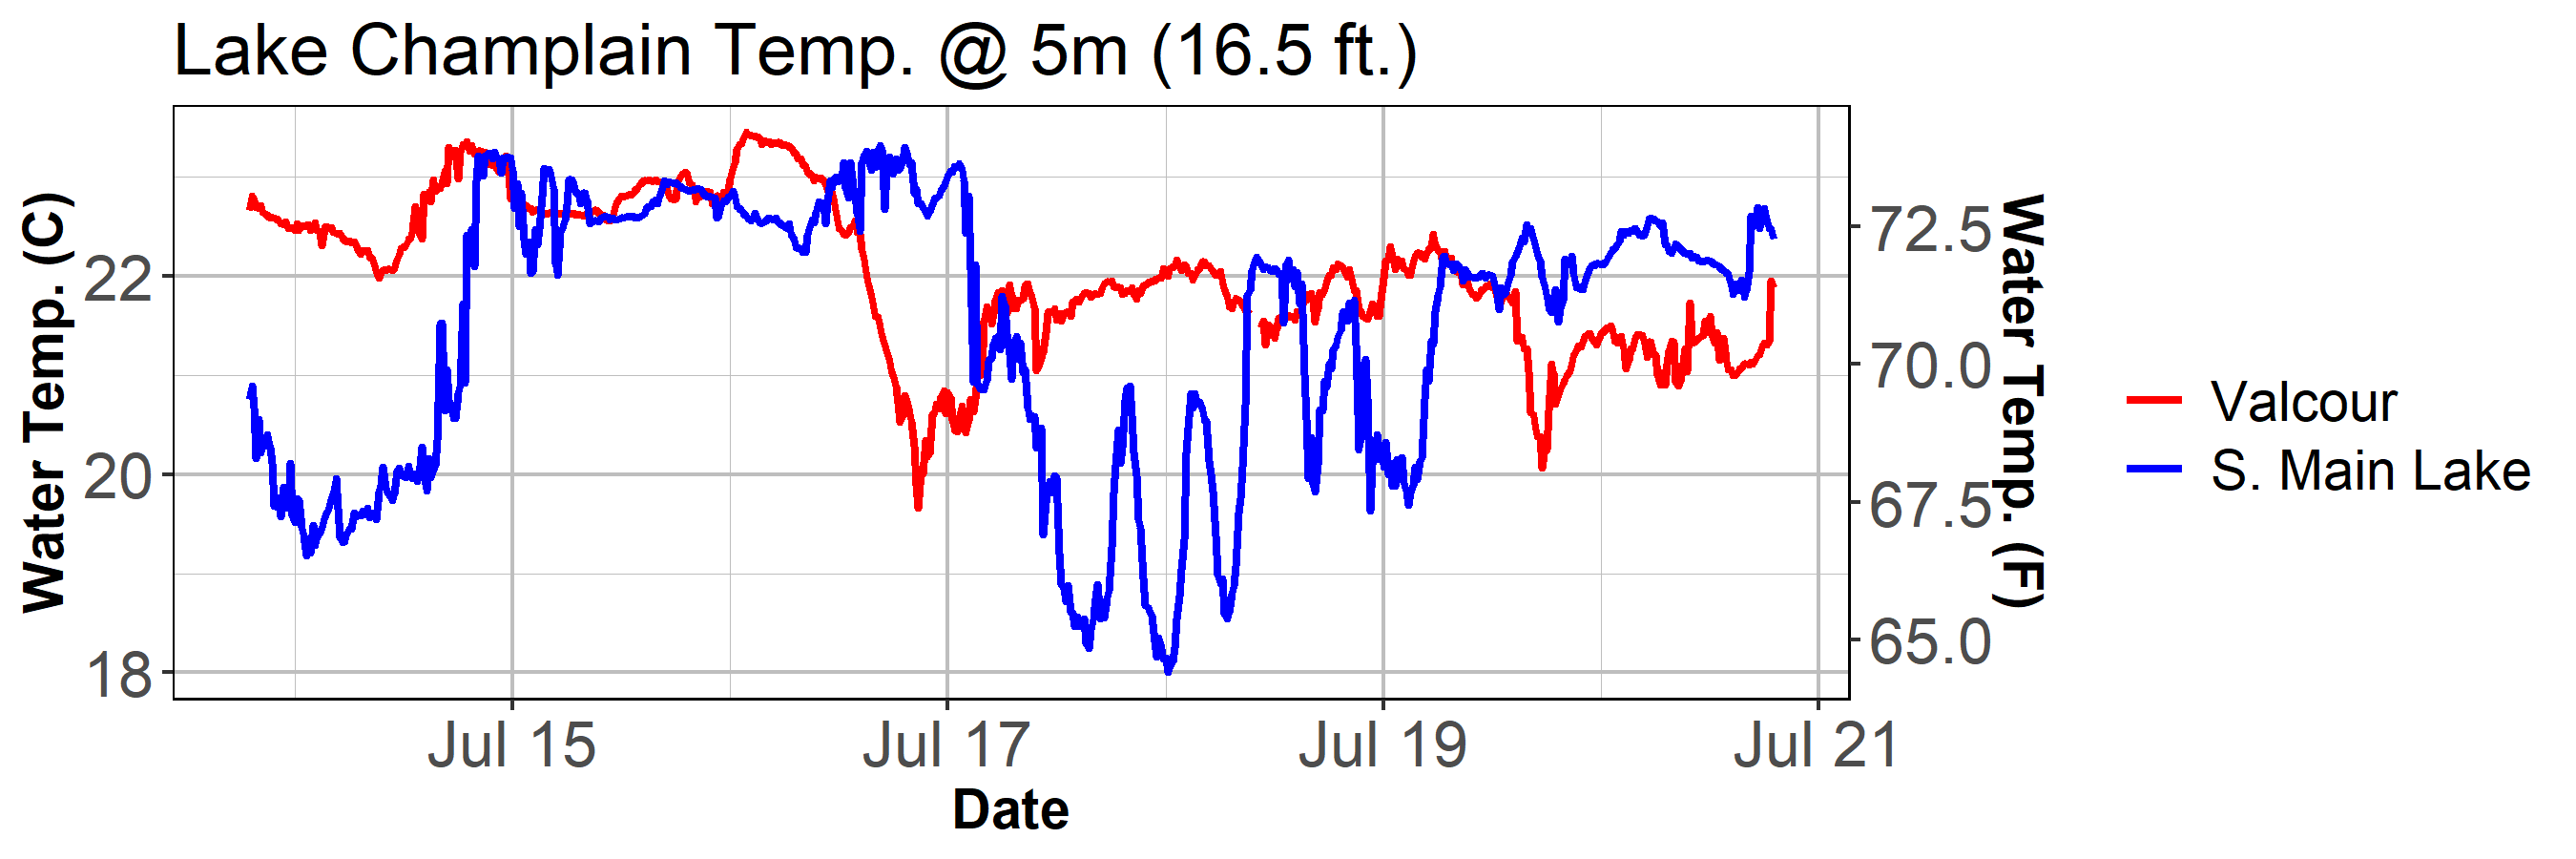 Lake Champlain Temp. @ 5m (16.5 ft.)
Water Temp. (C)
22
20
18
72.5
70.0
67.5
65.0
Water Temp. (F)
Jul 15
Jul 17
Jul 19
Jul 21
Date
Valcour
S. Main Lake